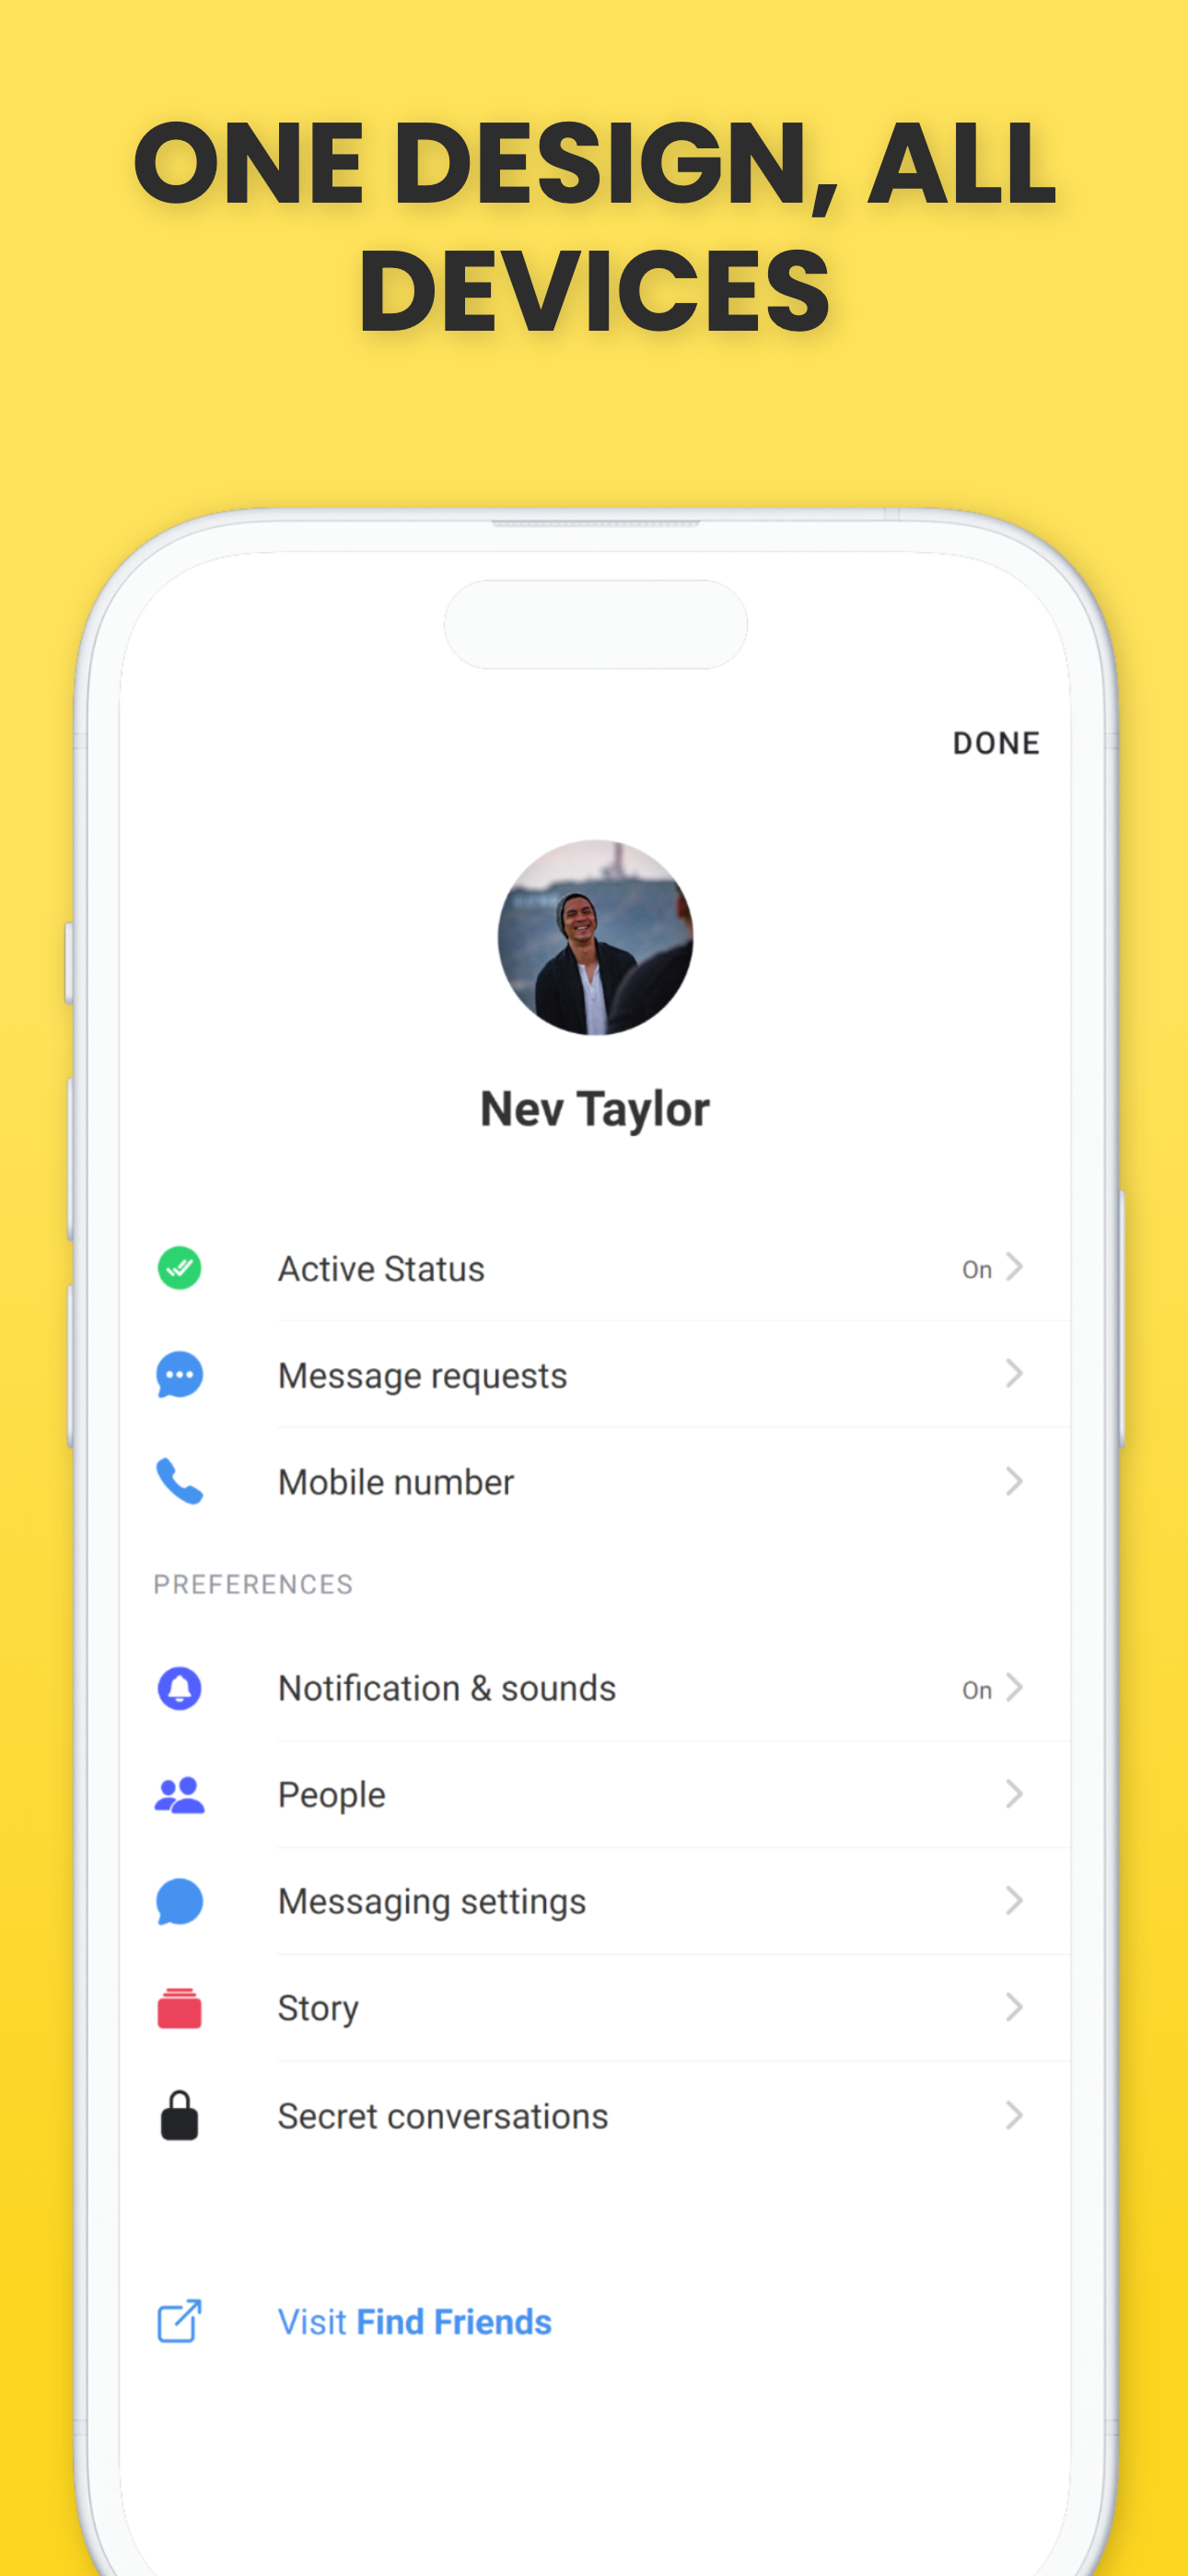 ONE DESIGN, ALL
DEVICES
DONE
Nev Taylor
Active Status On
Message requests
Mobile number
PREFERENCES
Notification & sounds On
People
Messaging settings
Story
Secret conversations
Visit Find Friends